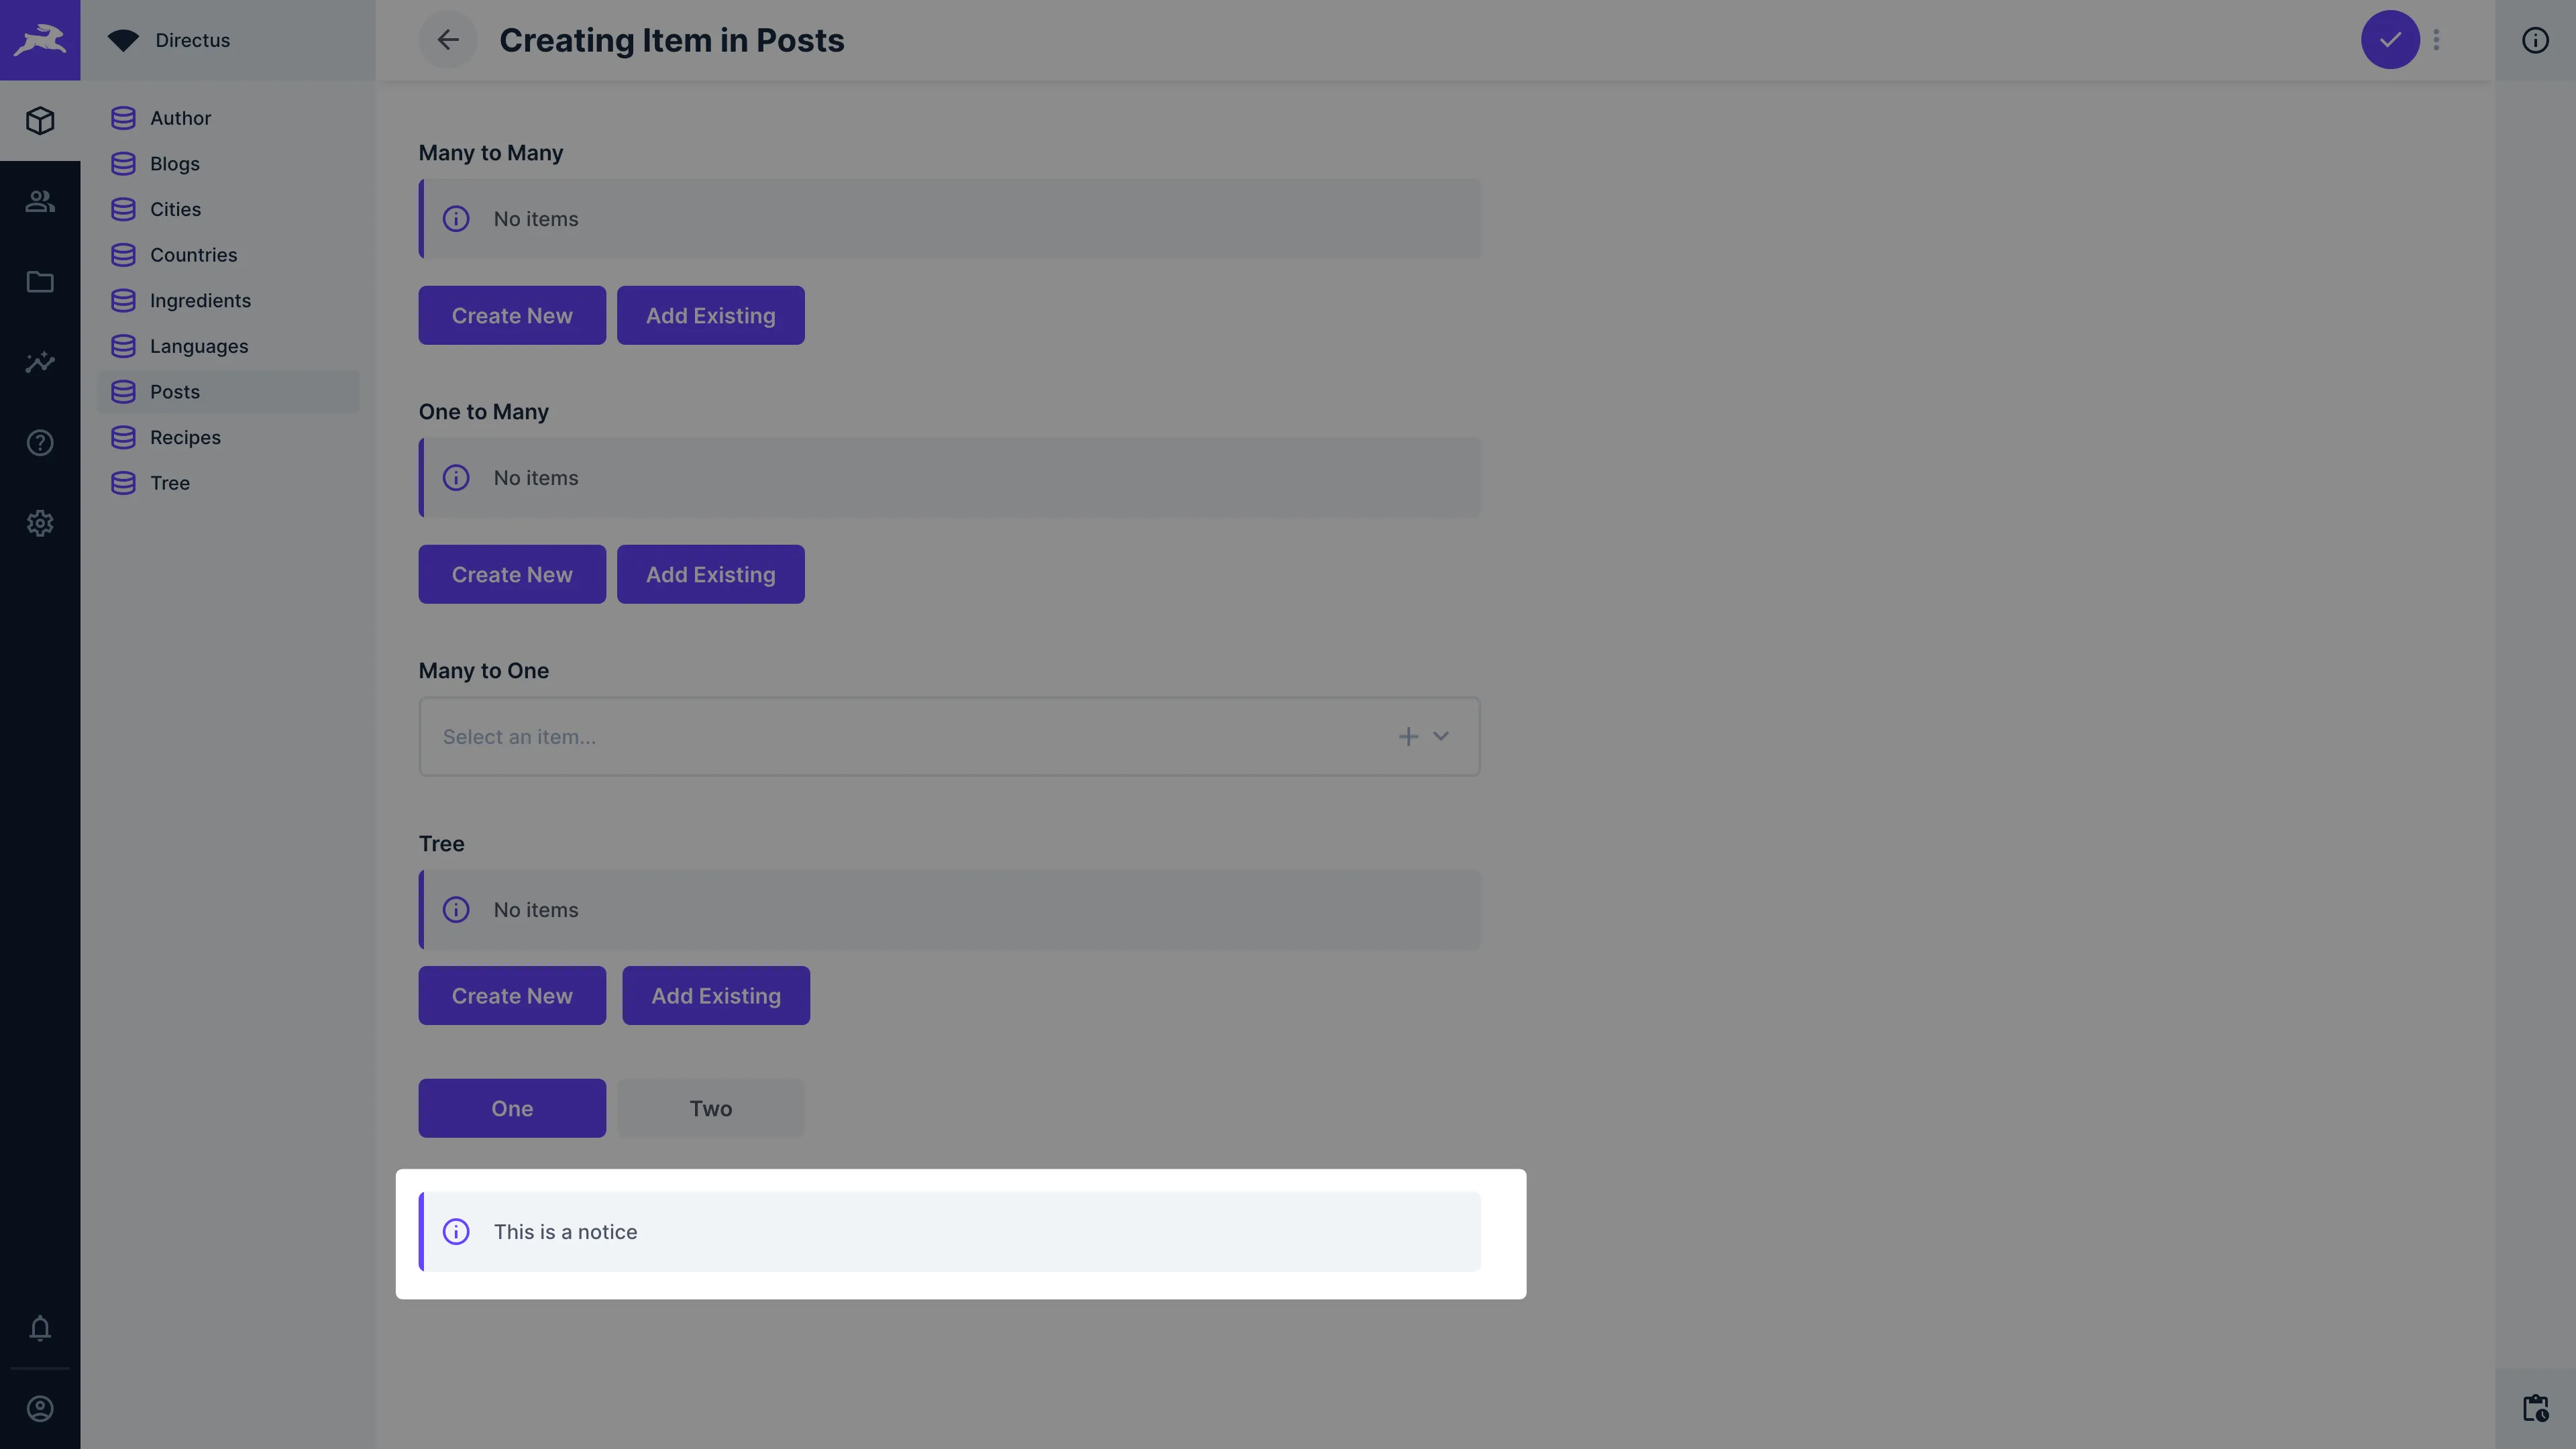 Directus
Creating Item in Posts
Author
Blogs
Cities
Countries
Ingredients
Languages
Posts
Recipes
Tree
Many to Many
No items
Create New
Add Existing
One to Many
No items
Create New
Add Existing
Many to One
Select an item...
Tree
No items
Create New
Add Existing
One
Two
This is a notice